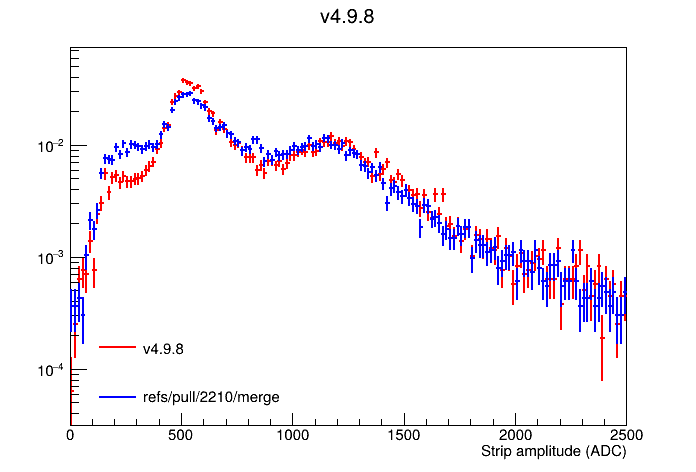 v4.9.8
10⁻²
10⁻³
10⁻⁴
v4.9.8
refs/pull/2210/merge
0 500 1000 1500 2000 2500
Strip amplitude (ADC)